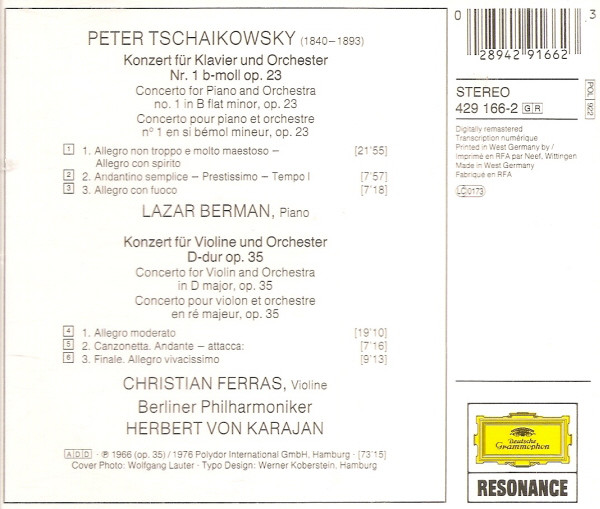 PETER TSCHAIKOWSKY (1840–1893)
Konzert für Klavier und Orchester
Nr. 1 b-moll op. 23
Concerto for Piano and Orchestra
no. 1 in B flat minor, op. 23
Concerto pour piano et orchestre
n° 1 en si bémol mineur, op. 23
1 1. Allegro non troppo e molto maestoso – [21'55]
Allegro con spirito
2 2. Andantino semplice – Prestissimo – Tempo I [7'57]
3 3. Allegro con fuoco [7'18]
LAZAR BERMAN, Piano
Konzert für Violine und Orchester
D-dur op. 35
Concerto for Violin and Orchestra
in D major, op. 35
Concerto pour violon et orchestre
en ré majeur, op. 35
4 1. Allegro moderato [19'10]
5 2. Canzonetta. Andante – attacca: [7'16]
6 3. Finale. Allegro vivacissimo [9'13]
CHRISTIAN FERRAS, Violine
Berliner Philharmoniker
HERBERT VON KARAJAN
ADD · ℗ 1966 (op. 35) / 1976 Polydor International GmbH, Hamburg · [73'15]
Cover Photo: Wolfgang Lauter · Typo Design: Werner Koberstein, Hamburg
0 28942 91662 3
STEREO
429 166-2 GR
POL 922
Digitally remastered
Transcription numérique
Printed in West Germany by /
Imprimé en RFA par Neef, Wittingen
Made in West Germany
Fabriqué en RFA
LC 0173
Deutsche
Grammophon
RESONANCE